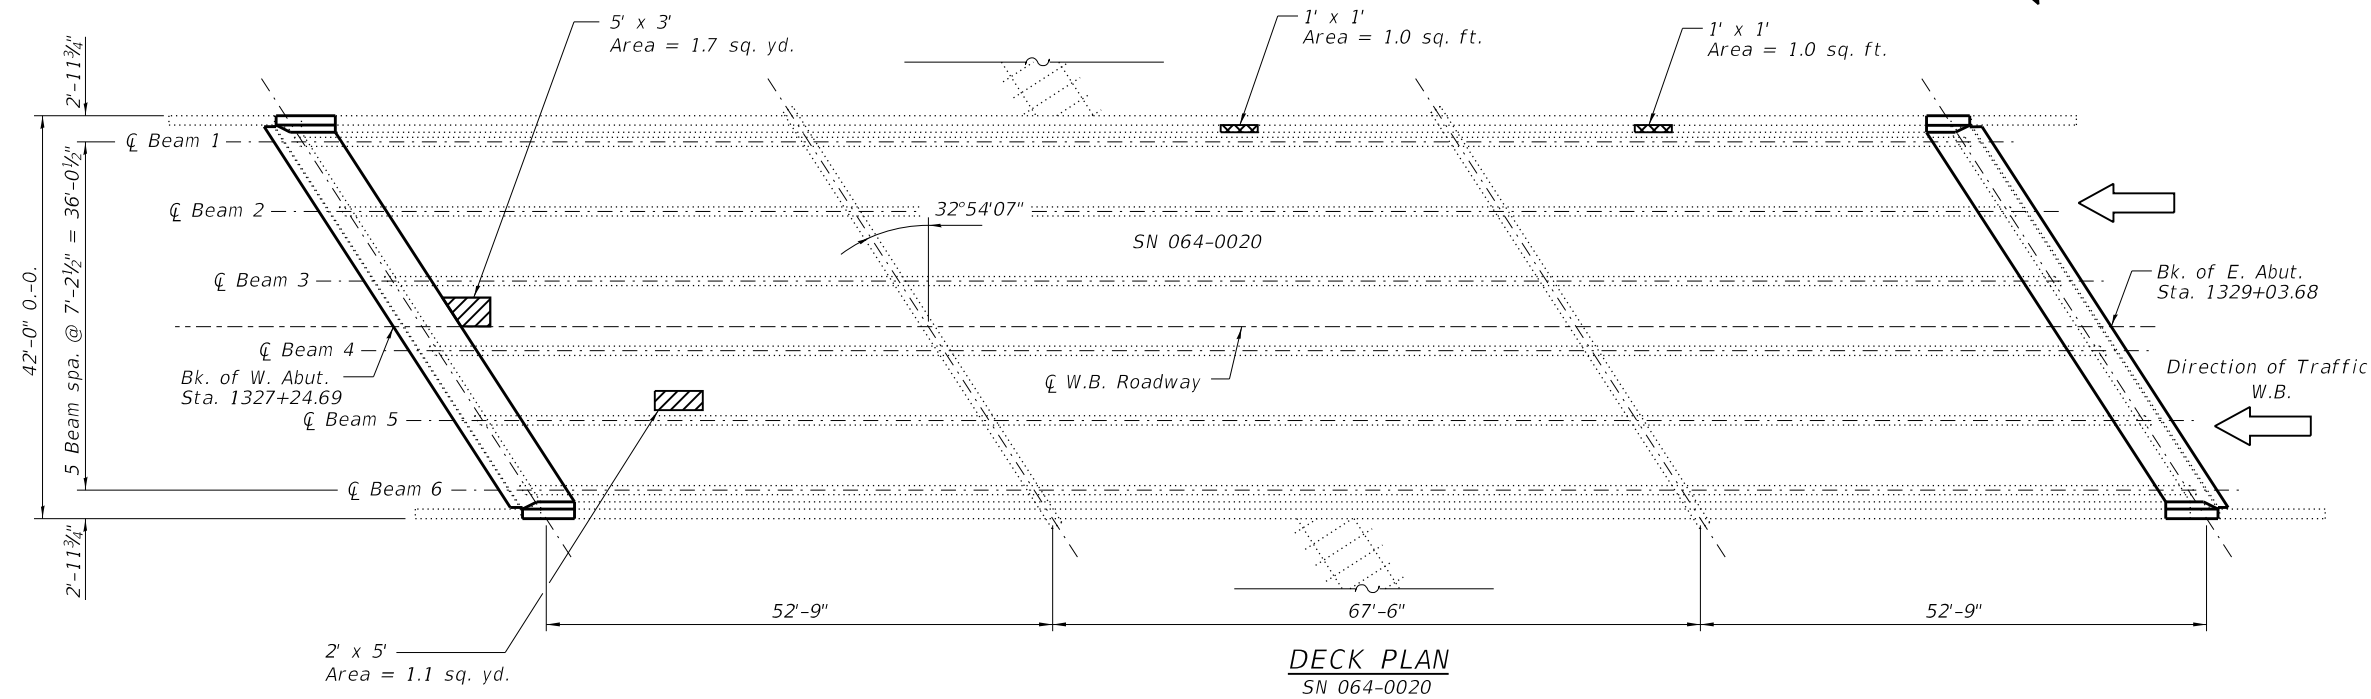 5' x 3'
Area = 1.7 sq. yd.
1' x 1'
Area = 1.0 sq. ft.
1' x 1'
Area = 1.0 sq. ft.
2'-11¾"
℄ Beam 1
℄ Beam 2
32°54'07"
SN 064-0020
℄ Beam 3
Bk. of E. Abut.
Sta. 1329+03.68
42'-0" O.-O.
5 Beam spa. @ 7'-2½" = 36'-0½"
℄ Beam 4
Bk. of W. Abut.
Sta. 1327+24.69
℄ W.B. Roadway
Direction of Traffic
W.B.
℄ Beam 5
℄ Beam 6
2'-11¾"
52'-9"
67'-6"
52'-9"
2' x 5'
Area = 1.1 sq. yd.
DECK PLAN
SN 064-0020